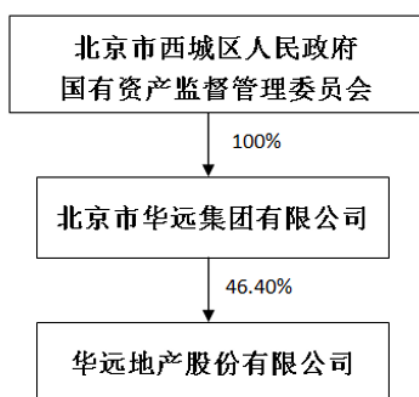 北京市西城区人民政府
国有资产监督管理委员会
100%
北京市华远集团有限公司
46.40%
华远地产股份有限公司